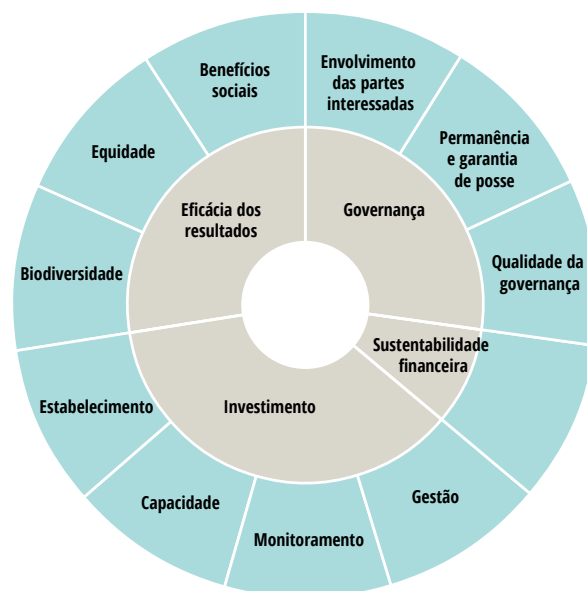 Benefícios
sociais
Envolvimento
das partes
interessadas
Permanência
e garantia
de posse
Qualidade da
governança
Gestão
Monitoramento
Capacidade
Estabelecimento
Biodiversidade
Equidade
Eficácia dos
resultados
Governança
Sustentabilidade
financeira
Investimento